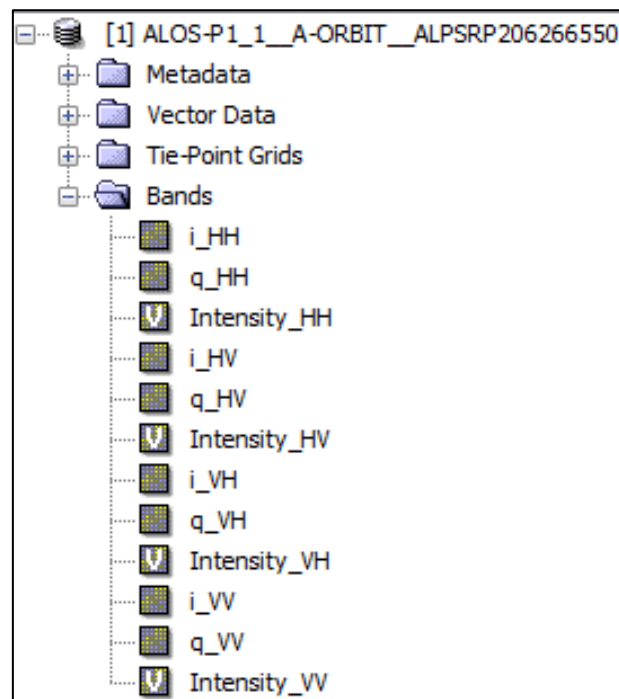 [1] ALOS-P1_1__A-ORBIT__ALPSRP206266550
Metadata
Vector Data
Tie-Point Grids
Bands
i_HH
q_HH
Intensity_HH
i_HV
q_HV
Intensity_HV
i_VH
q_VH
Intensity_VH
i_VV
q_VV
Intensity_VV